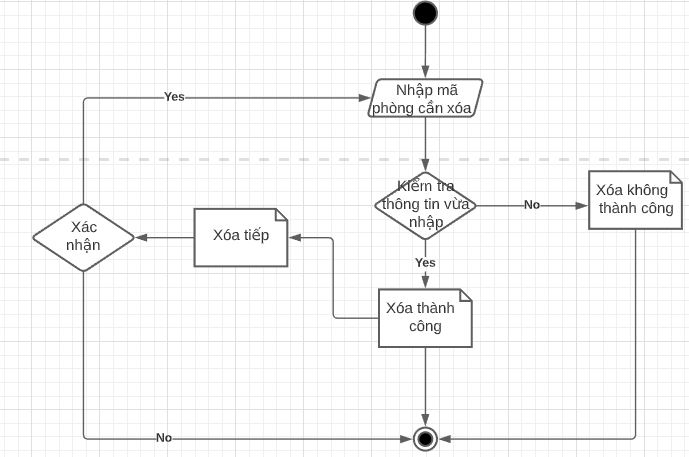 Nhập mã
phòng cần xóa
Yes
Kiểm tra
thông tin vừa
nhập
No
Xóa không
thành công
Xác
nhận
Xóa tiếp
Yes
Xóa thành
công
No